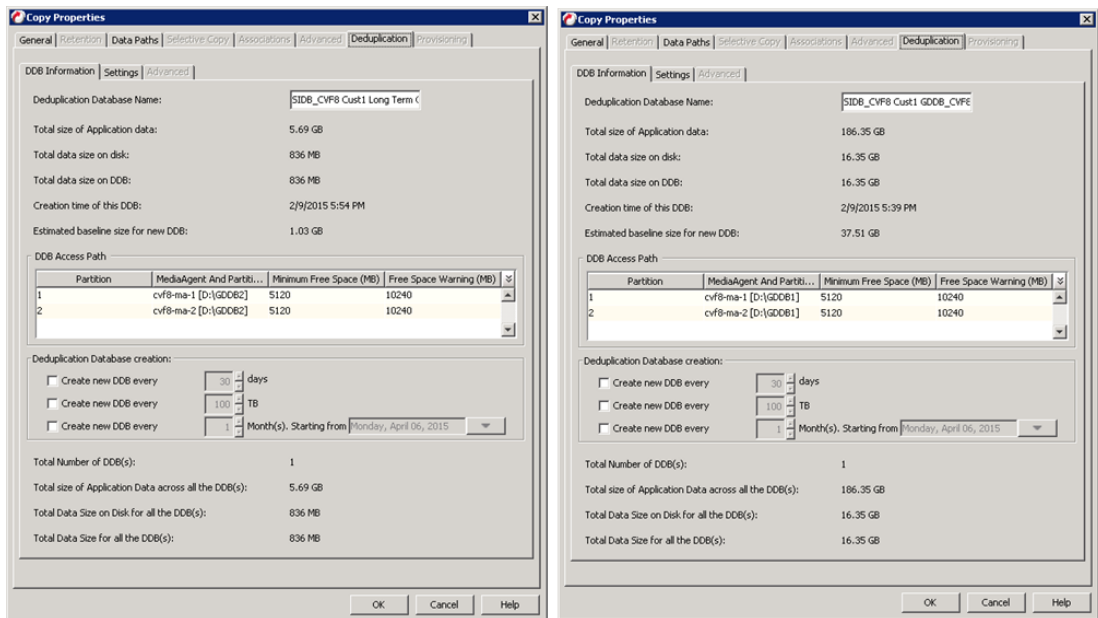 Copy Properties
General Retention Data Paths Selective Copy Associations Advanced Deduplication Provisioning
DDB Information Settings Advanced
Deduplication Database Name: SIDB_CVF8 Cust1 Long Term
Total size of Application data: 5.69 GB
Total data size on disk: 836 MB
Total data size on DDB: 836 MB
Creation time of this DDB: 2/9/2015 5:54 PM
Estimated baseline size for new DDB: 1.03 GB
DDB Access Path
Partition MediaAgent And Partiti... Minimum Free Space (MB) Free Space Warning (MB)
1 cvf8-ma-1 [D:\GDDB2] 5120 10240
2 cvf8-ma-2 [D:\GDDB2] 5120 10240
Deduplication Database creation:
Create new DDB every 30 days
Create new DDB every 100 TB
Create new DDB every 1 Month(s). Starting from Monday, April 06, 2015
Total Number of DDB(s): 1
Total size of Application Data across all the DDB(s): 5.69 GB
Total Data Size on Disk for all the DDB(s): 836 MB
Total Data Size for all the DDB(s): 836 MB
OK Cancel Help
Copy Properties
General Retention Data Paths Selective Copy Associations Advanced Deduplication Provisioning
DDB Information Settings Advanced
Deduplication Database Name: SIDB_CVF8 Cust1 GDDB_CVF8
Total size of Application data: 186.35 GB
Total data size on disk: 16.35 GB
Total data size on DDB: 16.35 GB
Creation time of this DDB: 2/9/2015 5:39 PM
Estimated baseline size for new DDB: 37.51 GB
DDB Access Path
Partition MediaAgent And Partiti... Minimum Free Space (MB) Free Space Warning (MB)
1 cvf8-ma-1 [D:\GDDB1] 5120 10240
2 cvf8-ma-2 [D:\GDDB1] 5120 10240
Deduplication Database creation:
Create new DDB every 30 days
Create new DDB every 100 TB
Create new DDB every 1 Month(s). Starting from Monday, April 06, 2015
Total Number of DDB(s): 1
Total size of Application Data across all the DDB(s): 186.35 GB
Total Data Size on Disk for all the DDB(s): 16.35 GB
Total Data Size for all the DDB(s): 16.35 GB
OK Cancel Help